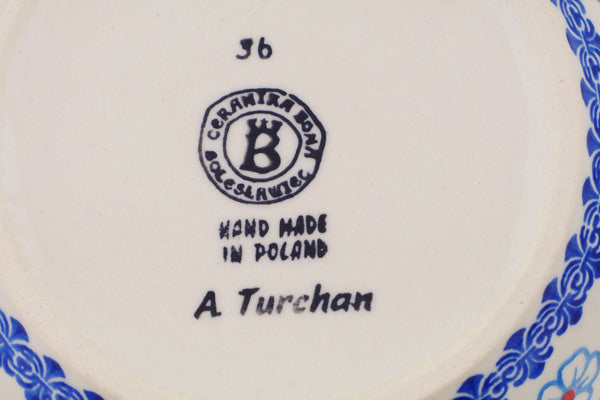 36
CERAMIKA BONA
BOLESŁAWIEC
B
HAND MADE
IN POLAND
A. Turchan